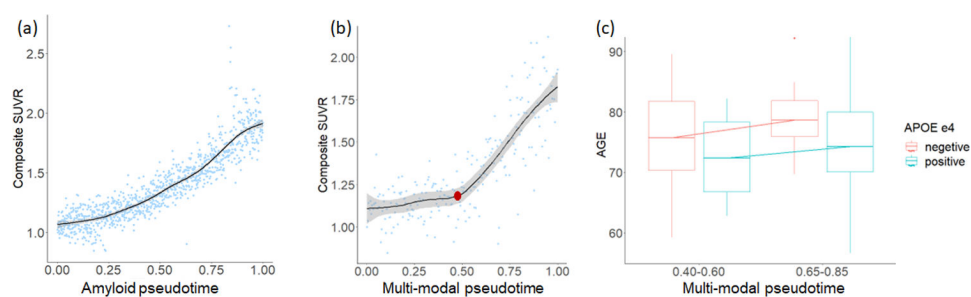 (a)
Composite SUVR
2.5
2.0
1.5
1.0
0.00 0.25 0.50 0.75 1.00
Amyloid pseudotime
(b)
Composite SUVR
2.00
1.75
1.50
1.25
1.00
0.00 0.25 0.50 0.75 1.00
Multi-modal pseudotime
(c)
AGE
90
80
70
60
0.40-0.60 0.65-0.85
Multi-modal pseudotime
APOE e4
negetive
positive